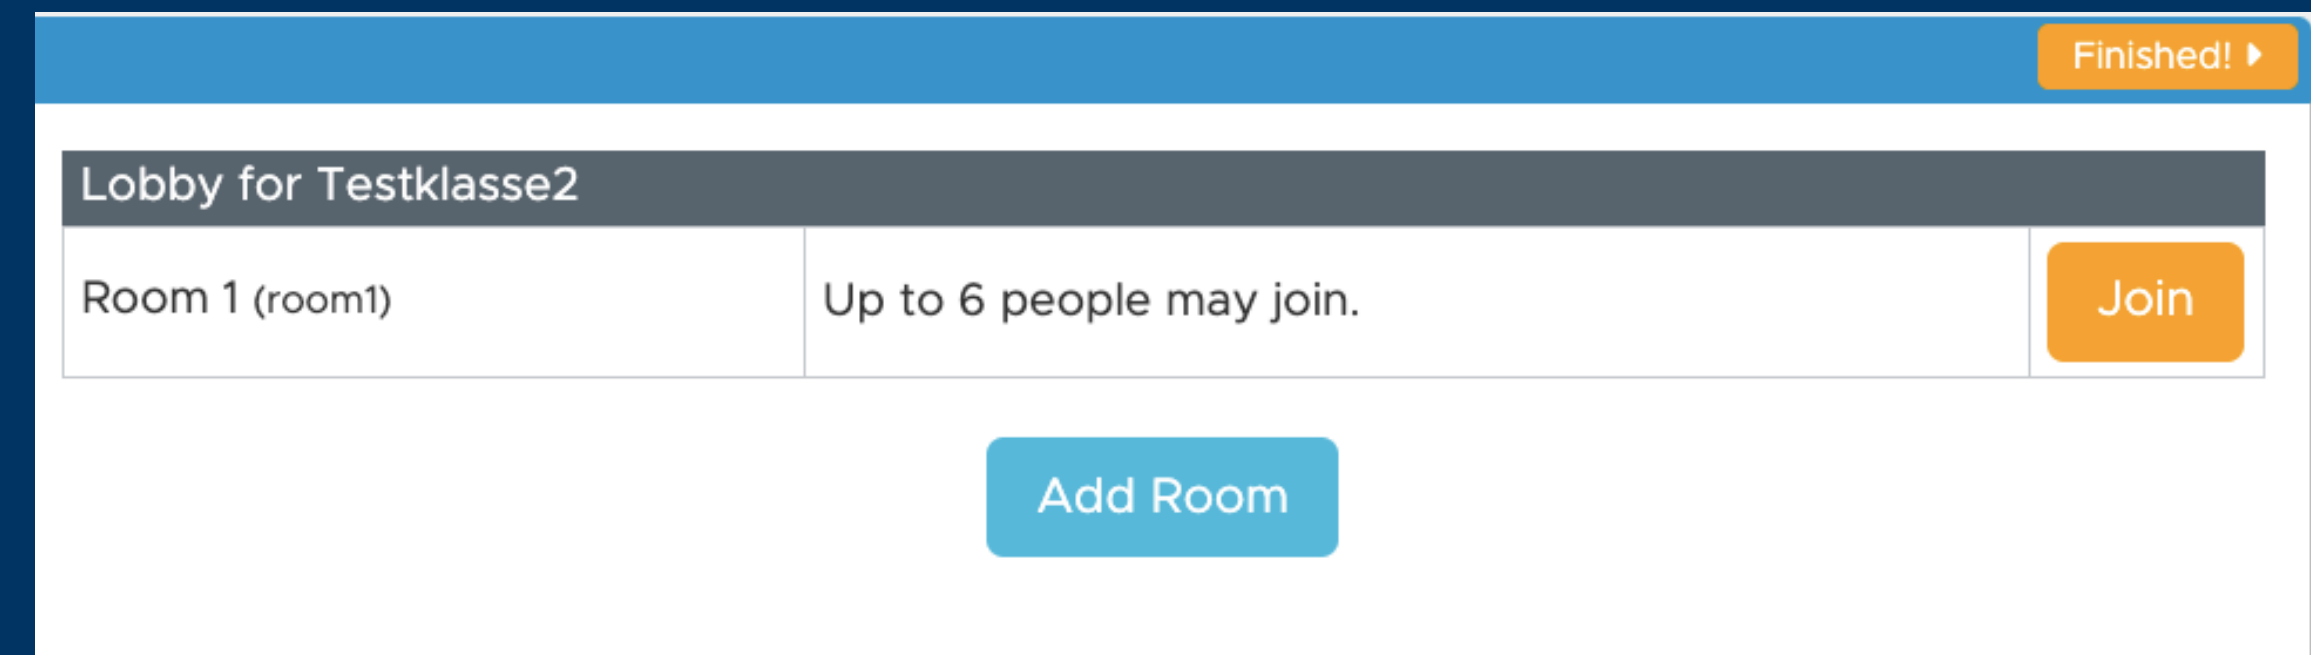 Finished!
Lobby for Testklasse2
Room 1 (room1) Up to 6 people may join. Join
Add Room